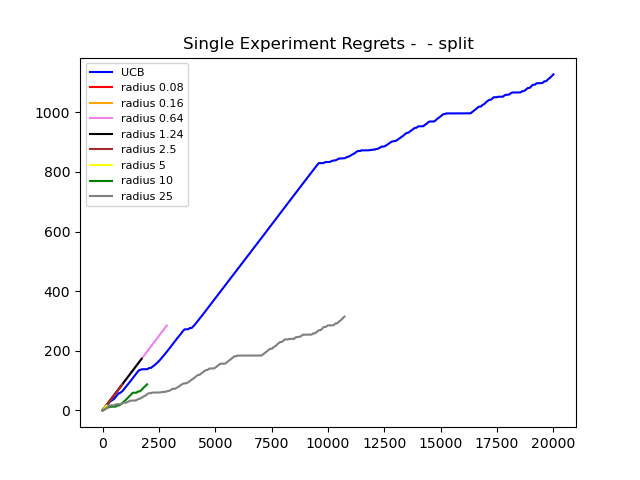 Single Experiment Regrets -  - split
UCB
radius 0.08
radius 0.16
radius 0.64
radius 1.24
radius 2.5
radius 5
radius 10
radius 25
1000
800
600
400
200
0
0 2500 5000 7500 10000 12500 15000 17500 20000